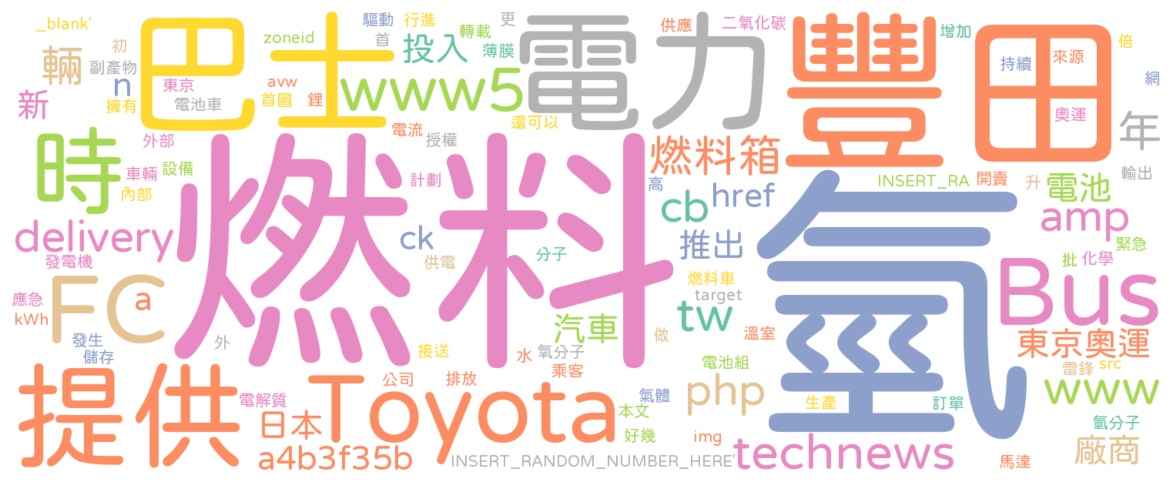 _blank'
初
輛
副產物
n
新
擁有
東京
電池車
巴士
zoneid
avw
首圖
鋰
驅動
首
行進
轉載
更
投入
薄膜
www5
還可以
電流
授權
電力
供應
二氧化碳
增加
豐田
持續
來源
奧運
倍
網
年
輸出
時
外部
車輛
設備
內部
燃料
計劃
燃料箱
高
cb
href
INSERT_RA
開賣
升
電池
amp
緊急
批
化學
氫
delivery
發電機
應急
kWh
FC
a
發生
儲存
外
ck
供電
分子
推出
燃料車
target
tw
汽車
做
溫室
Bus
東京奧運
雷鋒
src
www
接送
水
氧分子
乘客
電池組
php
氣體
生產
訂單
氫分子
廠商
提供
電解質
日本
a4b3f35b
Toyota
公司
排放
本文
好幾
img
INSERT_RANDOM_NUMBER_HERE'
technews
馬達